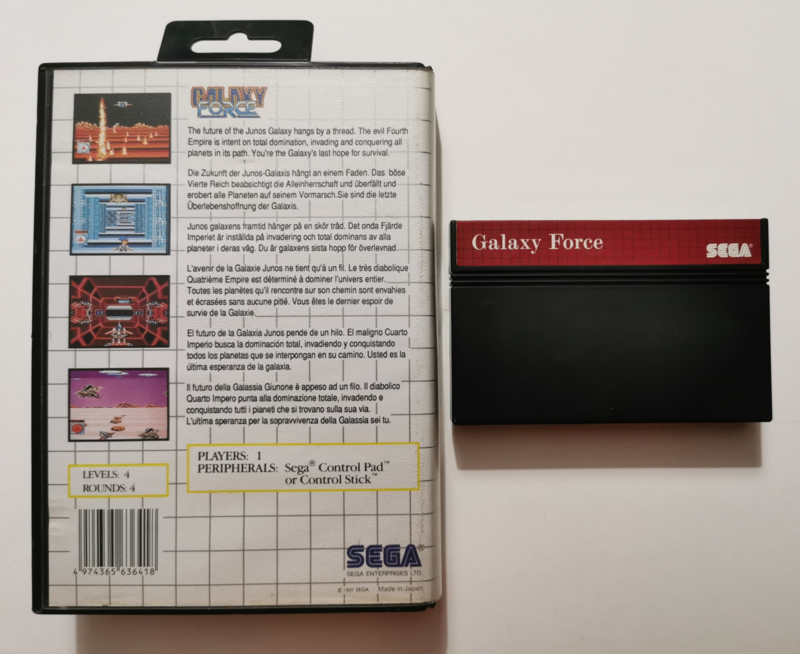 GALAXY
FORCE
The future of the Junos Galaxy hangs by a thread. The evil Fourth
Empire is intent on total domination, invading and conquering all
planets in its path. You're the Galaxy's last hope for survival.
Die Zukunft der Junos-Galaxis hängt an einem Faden. Das böse
Vierte Reich beabsichtigt die Alleinherrschaft und überfällt und
erobert alle Planeten auf seinem Vormarsch.Sie sind die letzte
Überlebenshoffnung der Galaxis.
Junos galaxens framtid hänger på en skör tråd. Det onda Fjärde
Imperiet är inställda på invadering och total dominans av alla
planeter i deras våg. Du är galaxens sista hopp för överlevnad.
L'avenir de la Galaxie Junos ne tient qu'à un fil. Le très diabolique
Quatrième Empire est déterminé à dominer l'univers entier.
Toutes les planètes qu'il rencontre sur son chemin sont envahies
et écrasées sans aucune pitié. Vous êtes le dernier espoir de
survie de la Galaxie.
El futuro de la Galaxia Junos pende de un hilo. El maligno Cuarto
Imperio busca la dominación total, invadiendo y conquistando
todos los planetas que se interpongan en su camino. Usted es la
última esperanza de la galaxia.
Il futuro della Galassia Giunone è appeso ad un filo. Il diabolico
Quarto Impero punta alla dominazione totale, invadendo e
conquistando tutti i pianeti che si trovano sulla sua via.
L'ultima speranza per la sopravvivenza della Galassia sei tu.
LEVELS: 4
ROUNDS: 4
PLAYERS: 1
PERIPHERALS: Sega® Control Pad™
or Control Stick™
4 974365 636418
SEGA®
SEGA ENTERPRISES LTD.
© 1989 SEGA Made in Japan
Galaxy Force
SEGA®